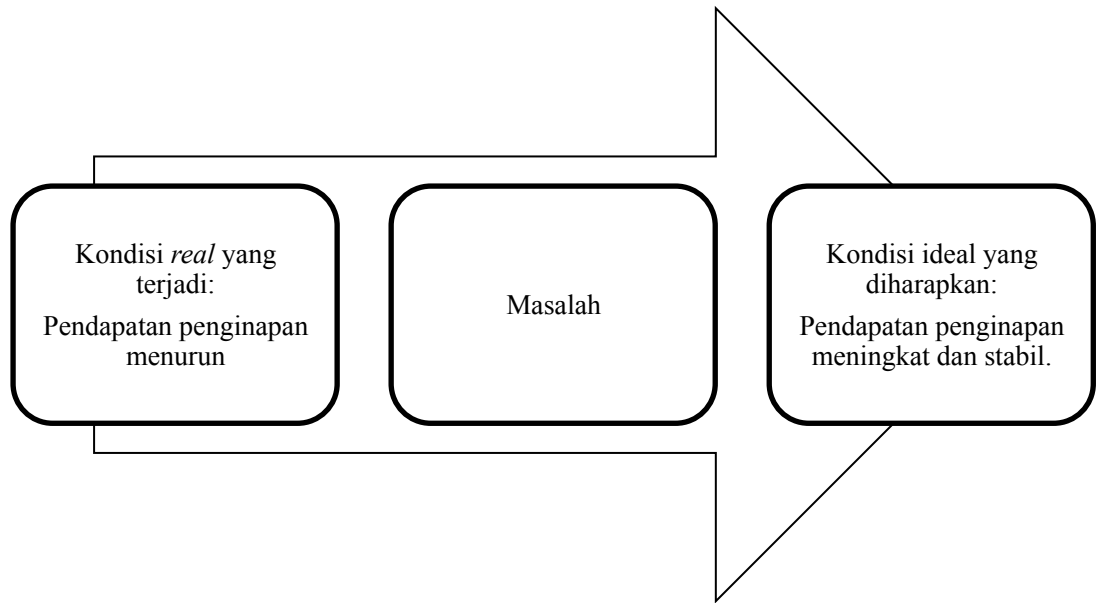 Kondisi real yang
terjadi:
Pendapatan penginapan
menurun
Masalah
Kondisi ideal yang
diharapkan:
Pendapatan penginapan
meningkat dan stabil.